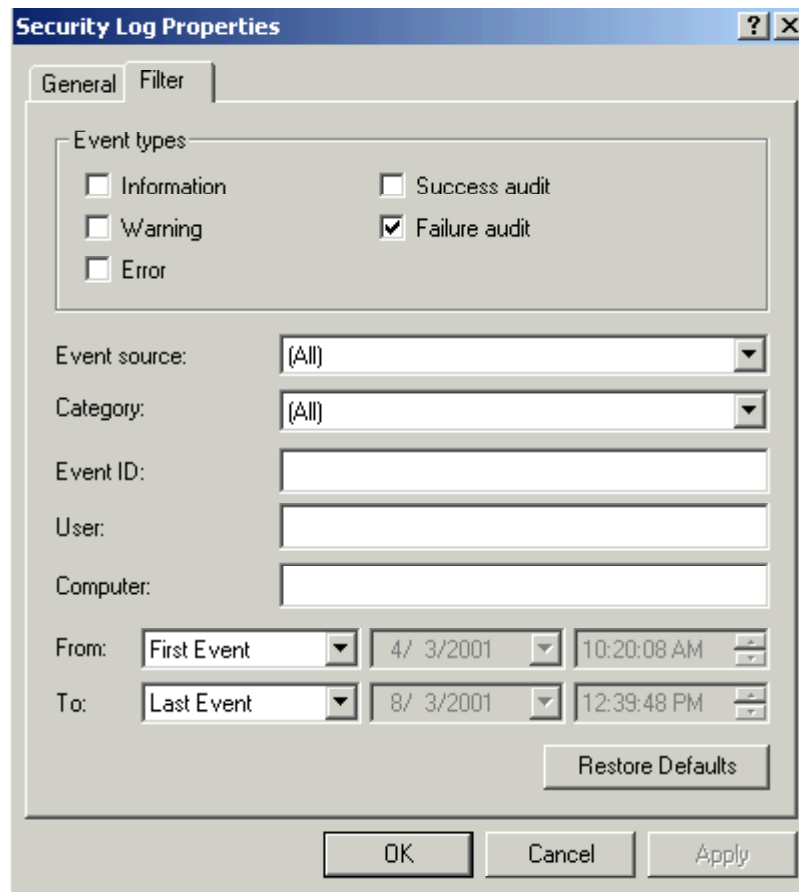 Security Log Properties
General Filter
Event types
Information Success audit
Warning Failure audit
Error
Event source: (All)
Category: (All)
Event ID:
User:
Computer:
From: First Event 4/ 3/2001 10:20:08 AM
To: Last Event 8/ 3/2001 12:39:48 PM
Restore Defaults
OK Cancel Apply